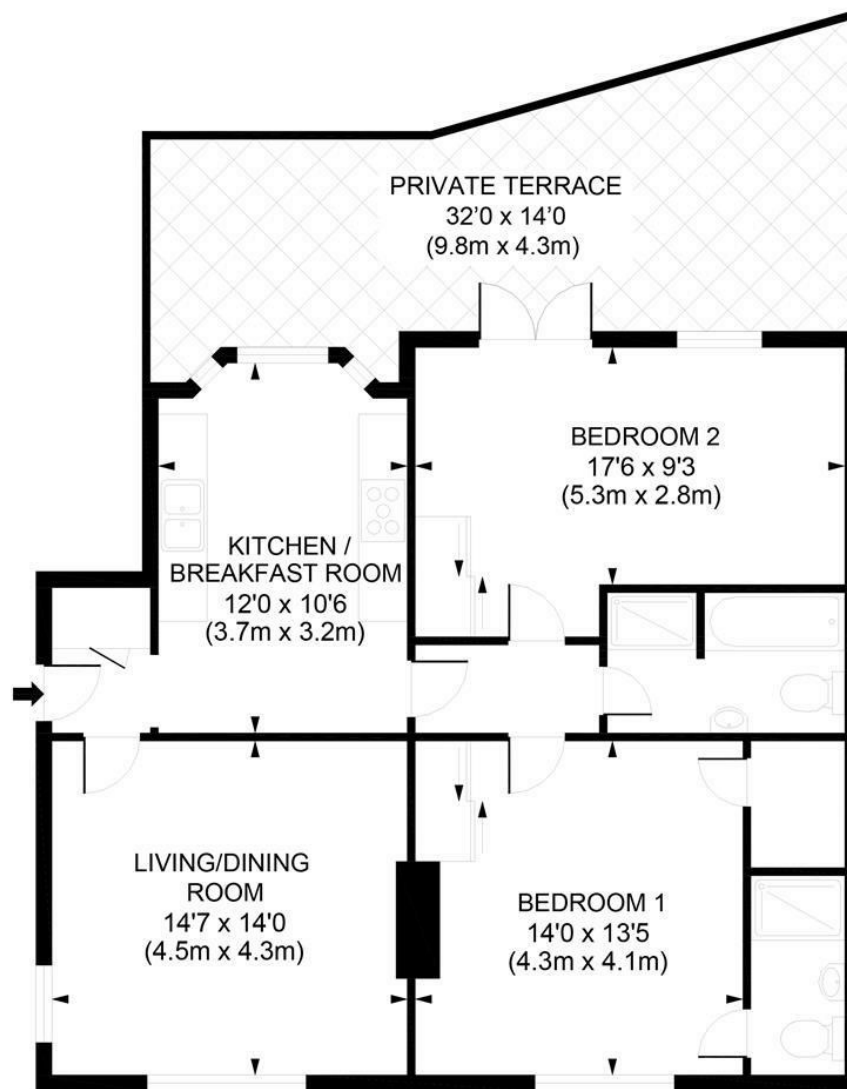 PRIVATE TERRACE
32’0 x 14’0
(9.8m x 4.3m)
BEDROOM 2
17'6 x 9'3
(5.3m x 2.8m)
KITCHEN /
BREAKFAST ROOM
12'0 x 10'6
(3.7m x 3.2m)
LIVING/DINING
ROOM
14'7 x 14'0
(4.5m x 4.3m)
BEDROOM 1
14'0 x 13'5
(4.3m x 4.1m)